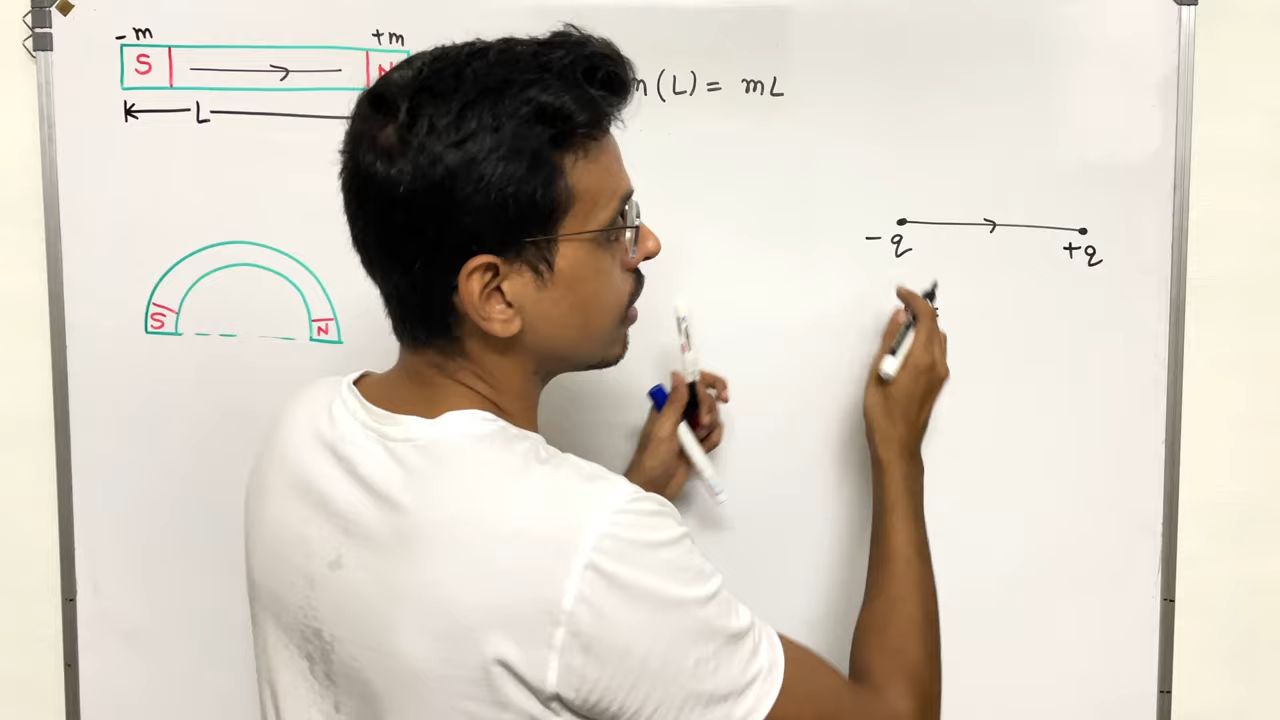 -m +m
S N
L
m(L) = mL
-q +q
S N